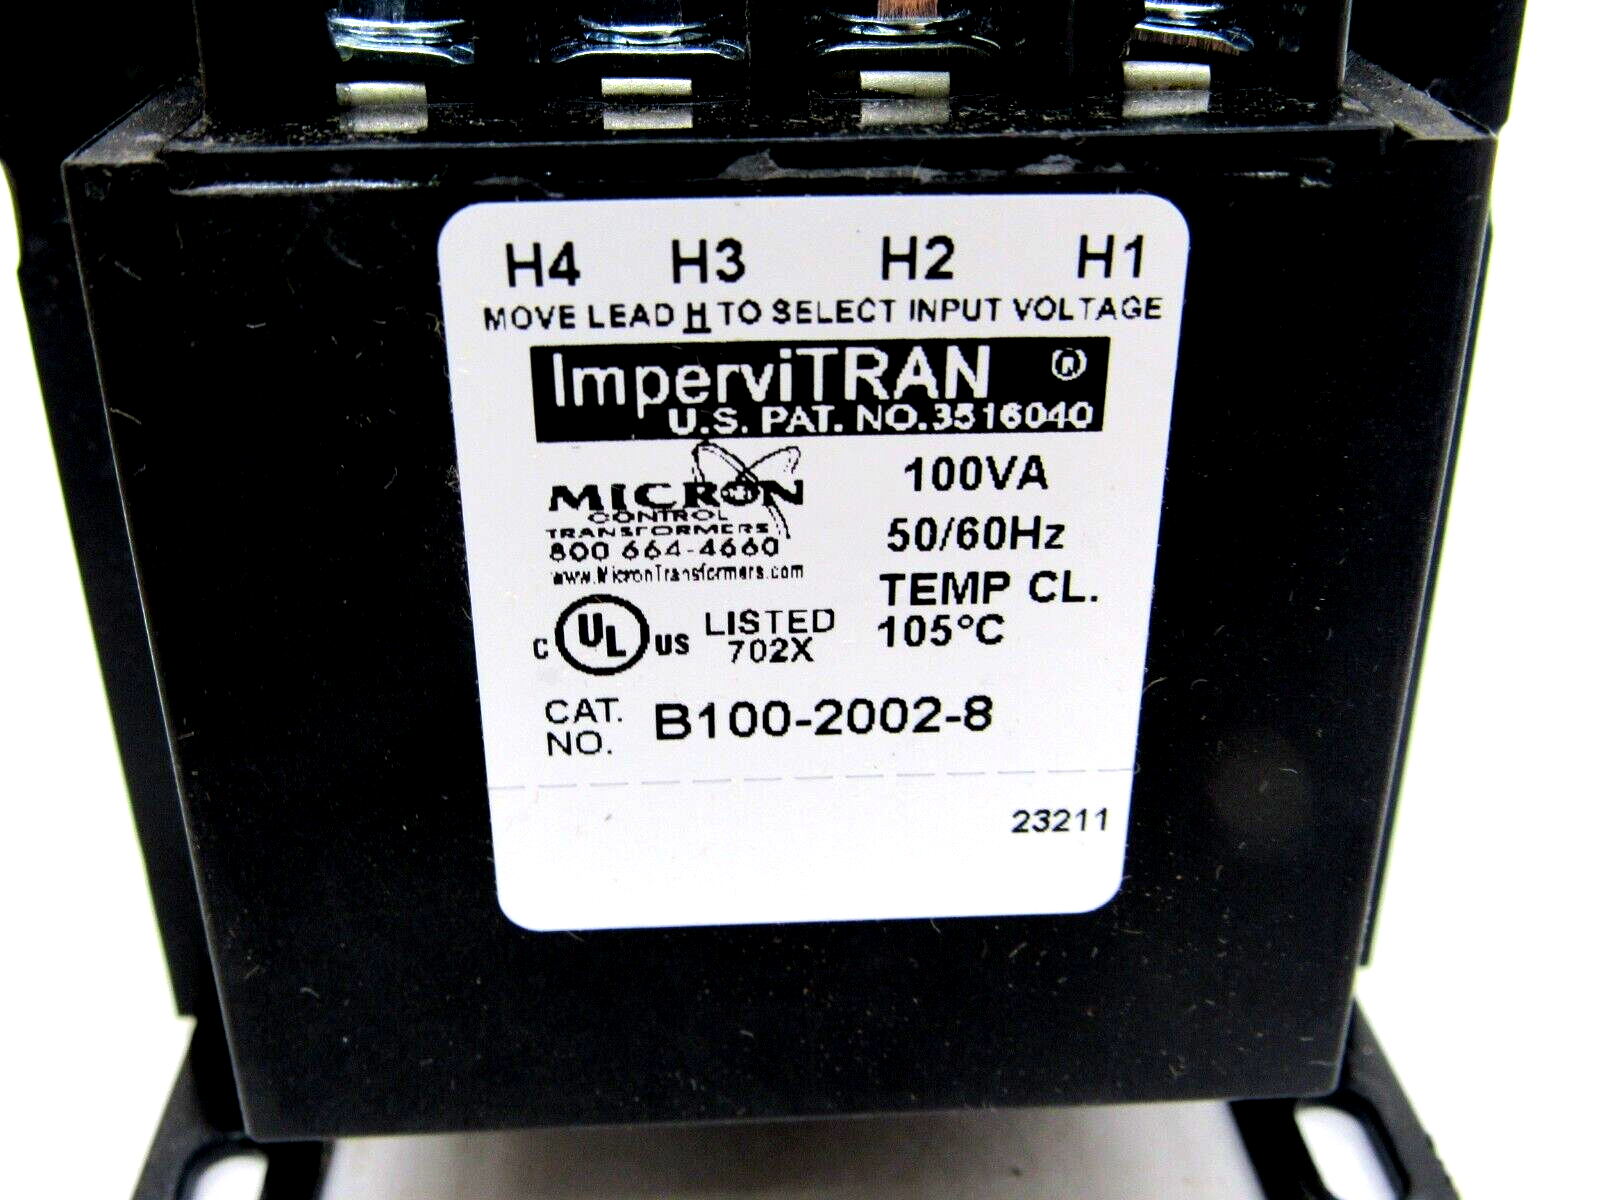 H4 H3 H2 H1
MOVE LEAD H TO SELECT INPUT VOLTAGE
ImperviTRAN ®
U.S. PAT. NO.3516040
MICRON
CONTROL
TRANSFORMERS
800 664-4660
www.MicronTransformers.com
100VA
50/60Hz
TEMP CL.
105°C
C UL US LISTED
702X
CAT.
NO. B100-2002-8
23211